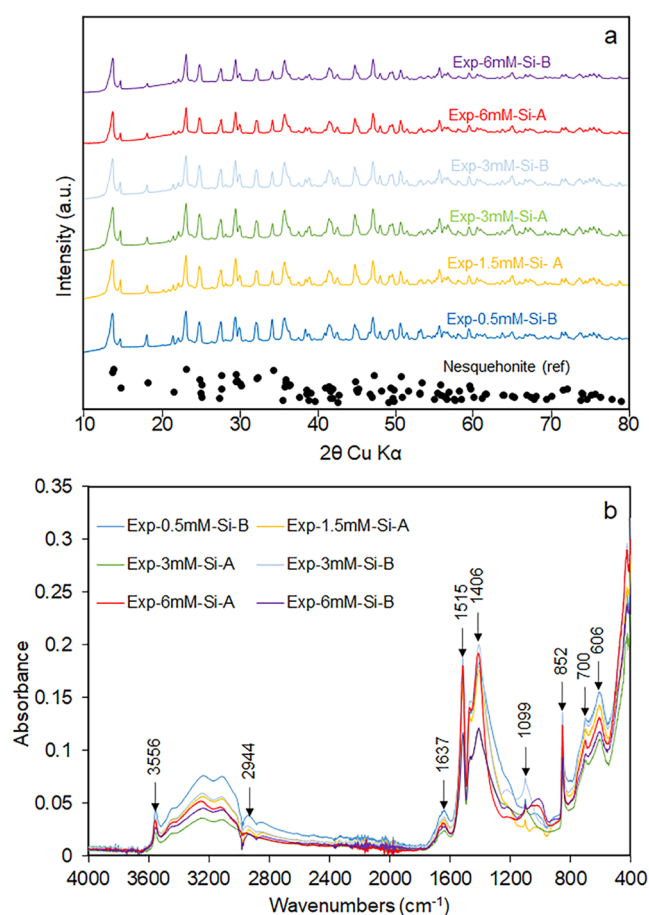 a
Exp-6mM-Si-B
Exp-6mM-Si-A
Exp-3mM-Si-B
Exp-3mM-Si-A
Exp-1.5mM-Si- A
Exp-0.5mM-Si-B
Nesquehonite (ref)
Intensity (a.u.)
10 20 30 40 50 60 70 80
2θ Cu Kα
b
0.35
0.3
0.25
0.2
0.15
0.1
0.05
0
Absorbance
Exp-0.5mM-Si-B Exp-1.5mM-Si-A
Exp-3mM-Si-A Exp-3mM-Si-B
Exp-6mM-Si-A Exp-6mM-Si-B
3556
2944
1637
1515
1406
1099
852
700
606
4000 3600 3200 2800 2400 2000 1600 1200 800 400
Wavenumbers (cm⁻¹)